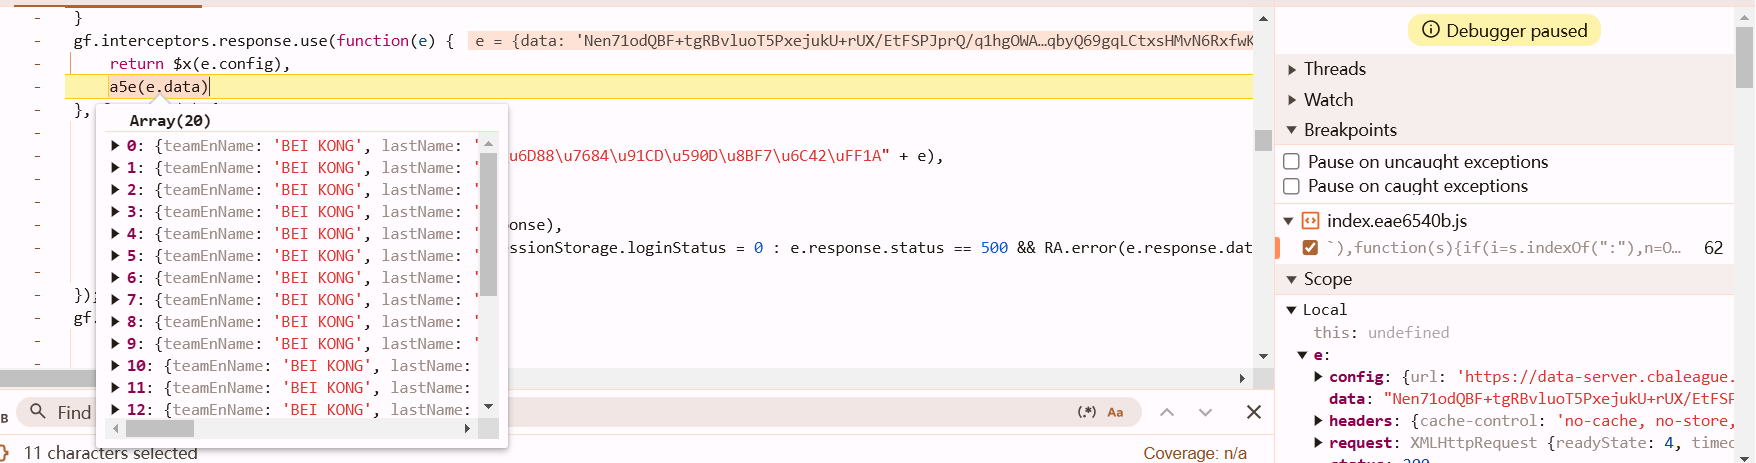 }
gf.interceptors.response.use(function(e) { e = {data: 'Nen71odQBF+tgRBvluoT5PxejukU+rUX/EtFSPJprQ/q1hgOWA…qbyQ69gqLCtxsHMvN6RxfwK
return $x(e.config),
a5e(e.data)
},
Array(20)
0: {teamEnName: 'BEI KONG', lastName: '
1: {teamEnName: 'BEI KONG', lastName: '
2: {teamEnName: 'BEI KONG', lastName: '
3: {teamEnName: 'BEI KONG', lastName: '
4: {teamEnName: 'BEI KONG', lastName: '
5: {teamEnName: 'BEI KONG', lastName: '
6: {teamEnName: 'BEI KONG', lastName: '
7: {teamEnName: 'BEI KONG', lastName: '
8: {teamEnName: 'BEI KONG', lastName: '
9: {teamEnName: 'BEI KONG', lastName: '
10: {teamEnName: 'BEI KONG', lastName:
11: {teamEnName: 'BEI KONG', lastName:
12: {teamEnName: 'BEI KONG', lastName:
u6D88\u7684\u91CD\u590D\u8BF7\u6C42\uFF1A" + e),
onse),
essionStorage.loginStatus = 0 : e.response.status == 500 && RA.error(e.response.dat
});
gf.
B
Find
(.*) Aa
11 characters selected
Coverage: n/a
Debugger paused
Threads
Watch
Breakpoints
Pause on uncaught exceptions
Pause on caught exceptions
index.eae6540b.js
`),function(s){if(i=s.indexOf(":"),n=O… 62
Scope
Local
this: undefined
e:
config: {url: 'https://data-server.cbaleague.
data: "Nen71odQBF+tgRBvluoT5PxejukU+rUX/EtFSP
headers: {cache-control: 'no-cache, no-store,
request: XMLHttpRequest {readyState: 4, timeo
status: 200